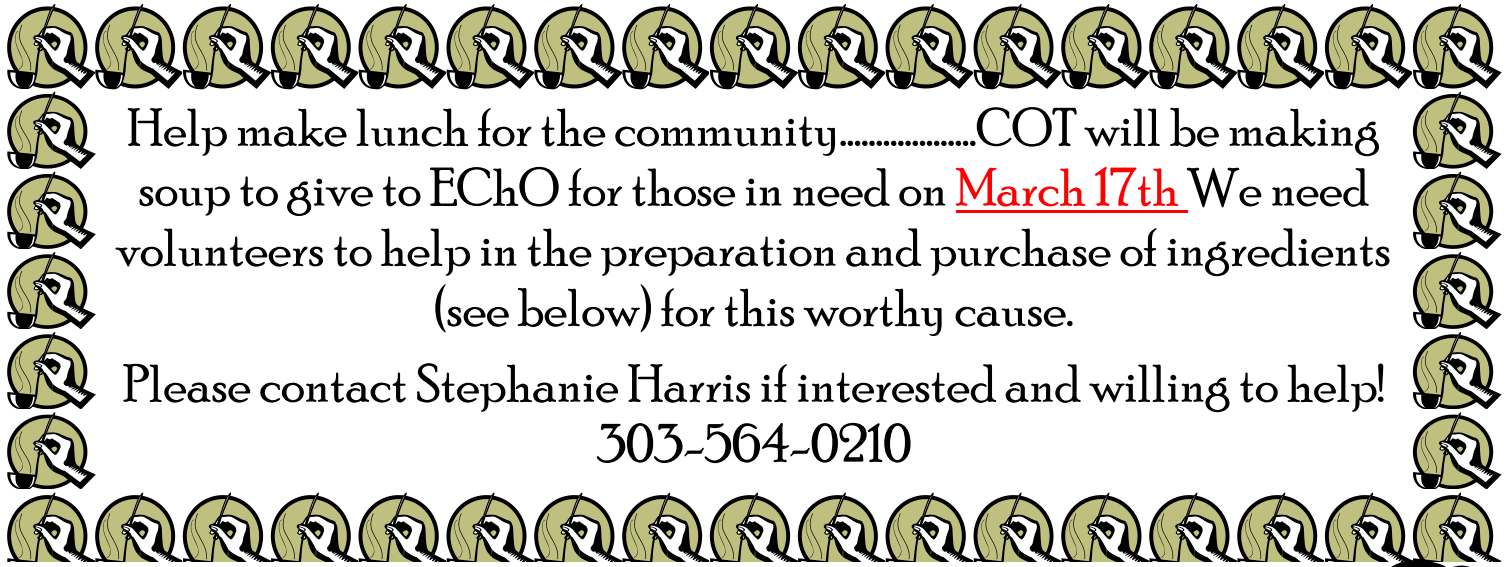 Help make lunch for the community...................COT will be making
soup to give to EChO for those in need on March 17th We need
volunteers to help in the preparation and purchase of ingredients
(see below) for this worthy cause.
Please contact Stephanie Harris if interested and willing to help!
303-564-0210